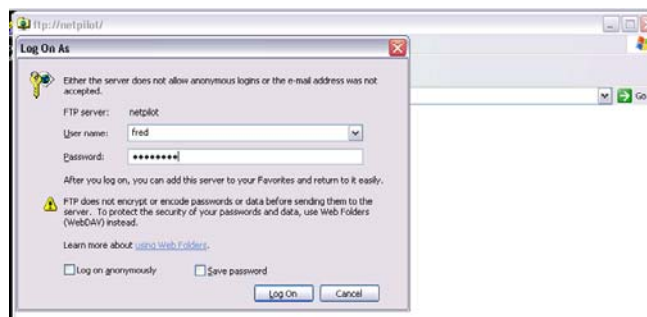 ftp://netpilot/
Log On As
Either the server does not allow anonymous logins or the e-mail address was not
accepted.
FTP server: netpilot
User name: fred
Password: ●●●●●●●●
After you log on, you can add this server to your Favorites and return to it easily.
FTP does not encrypt or encode passwords or data before sending them to the
server. To protect the security of your passwords and data, use Web Folders
(WebDAV) instead.
Learn more about using Web Folders.
Log on anonymously Save password
Log On Cancel
Go